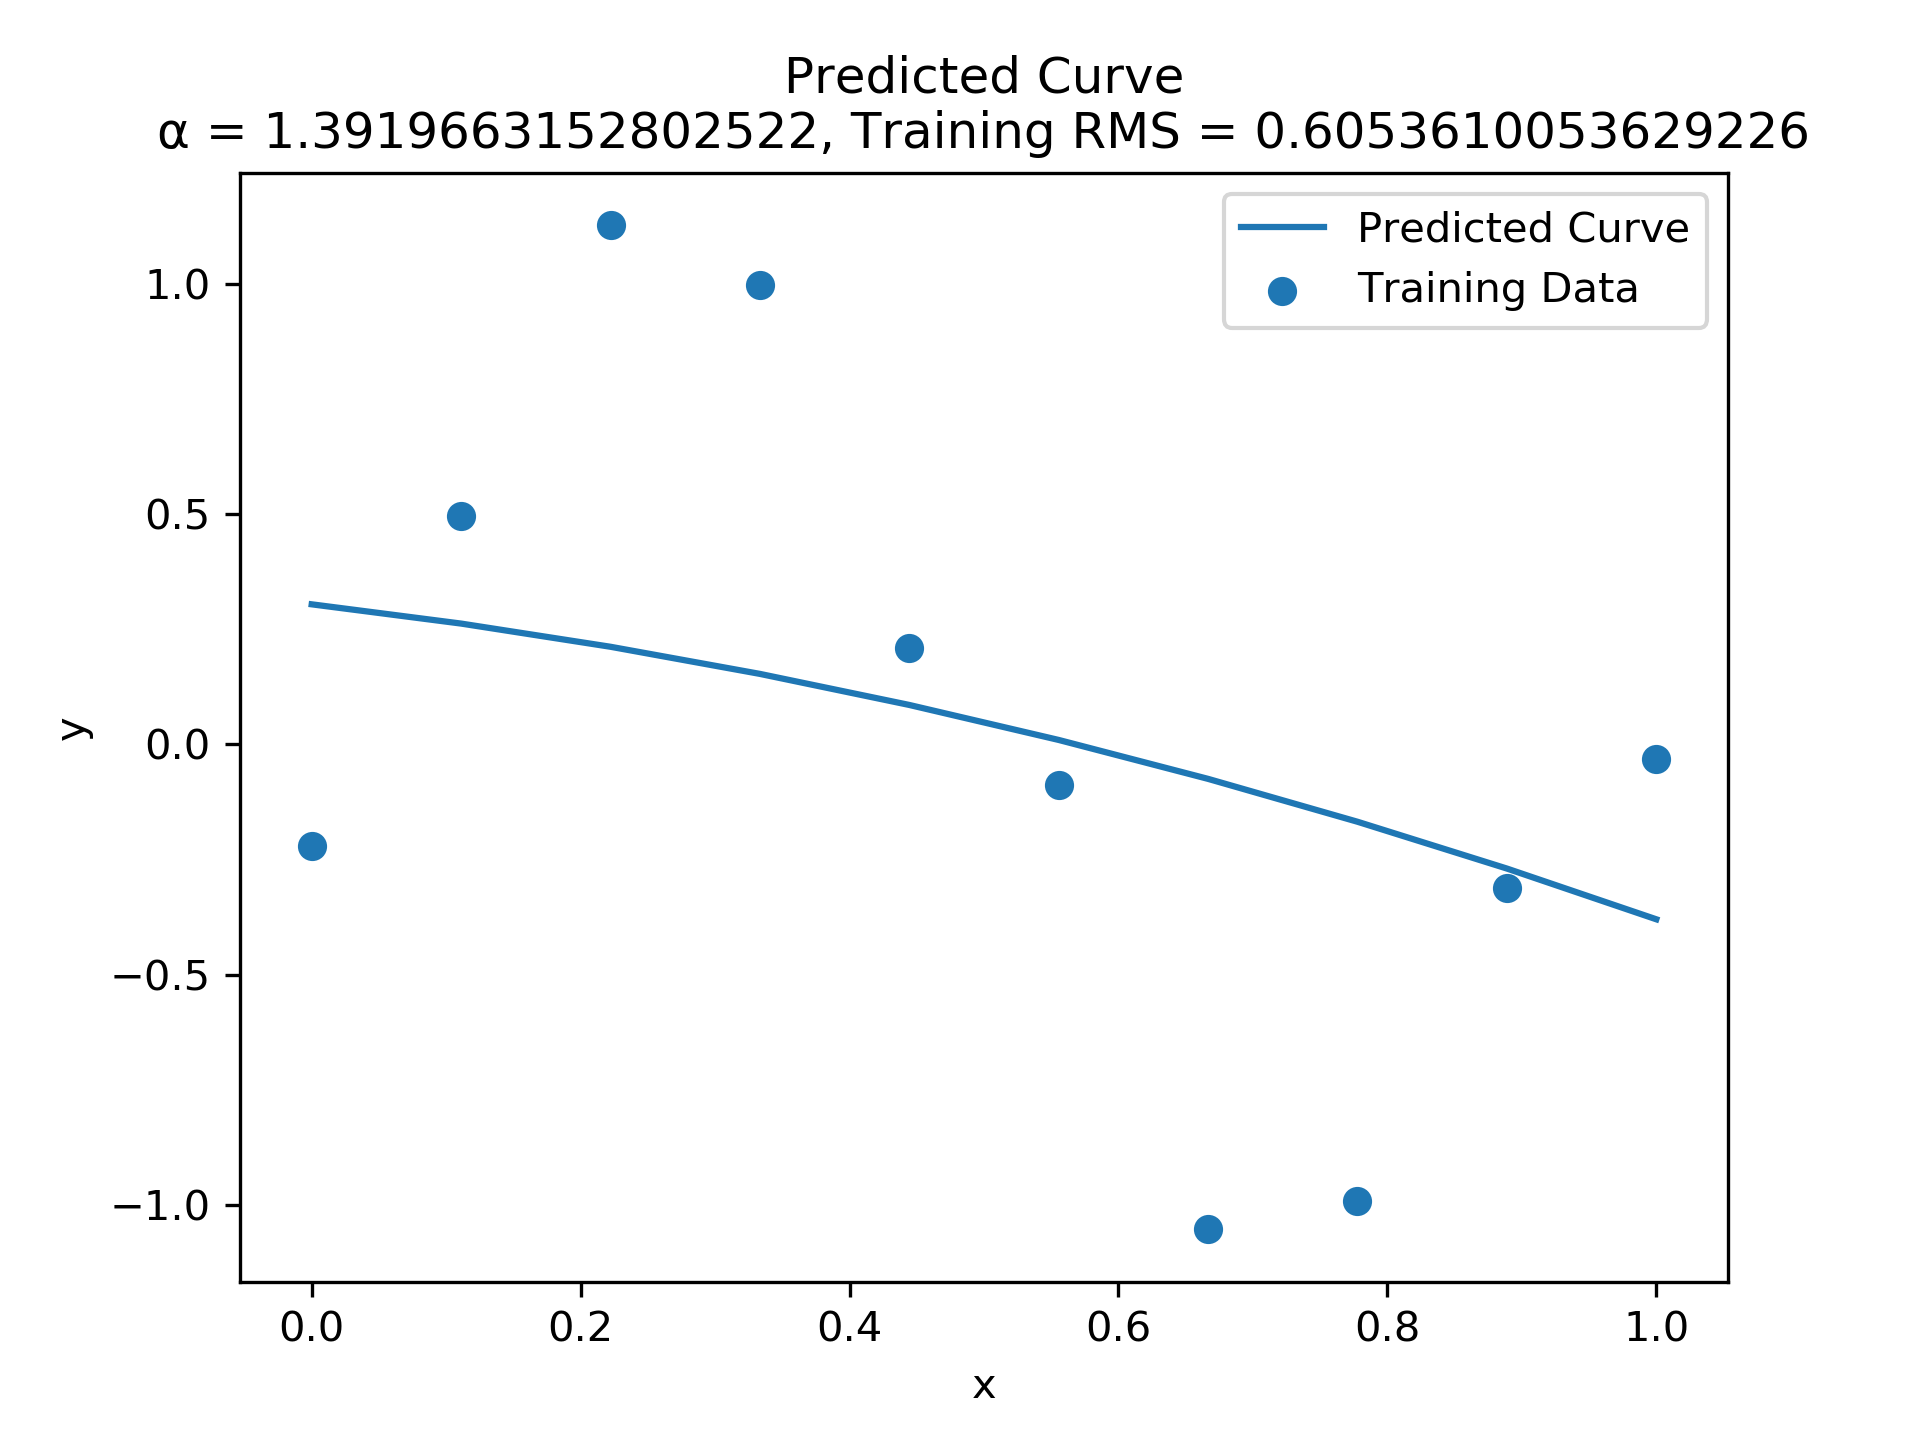 Predicted Curve
α = 1.3919663152802522, Training RMS = 0.6053610053629226
Predicted Curve
Training Data
1.0
0.5
0.0
−0.5
−1.0
y
0.0 0.2 0.4 0.6 0.8 1.0
x